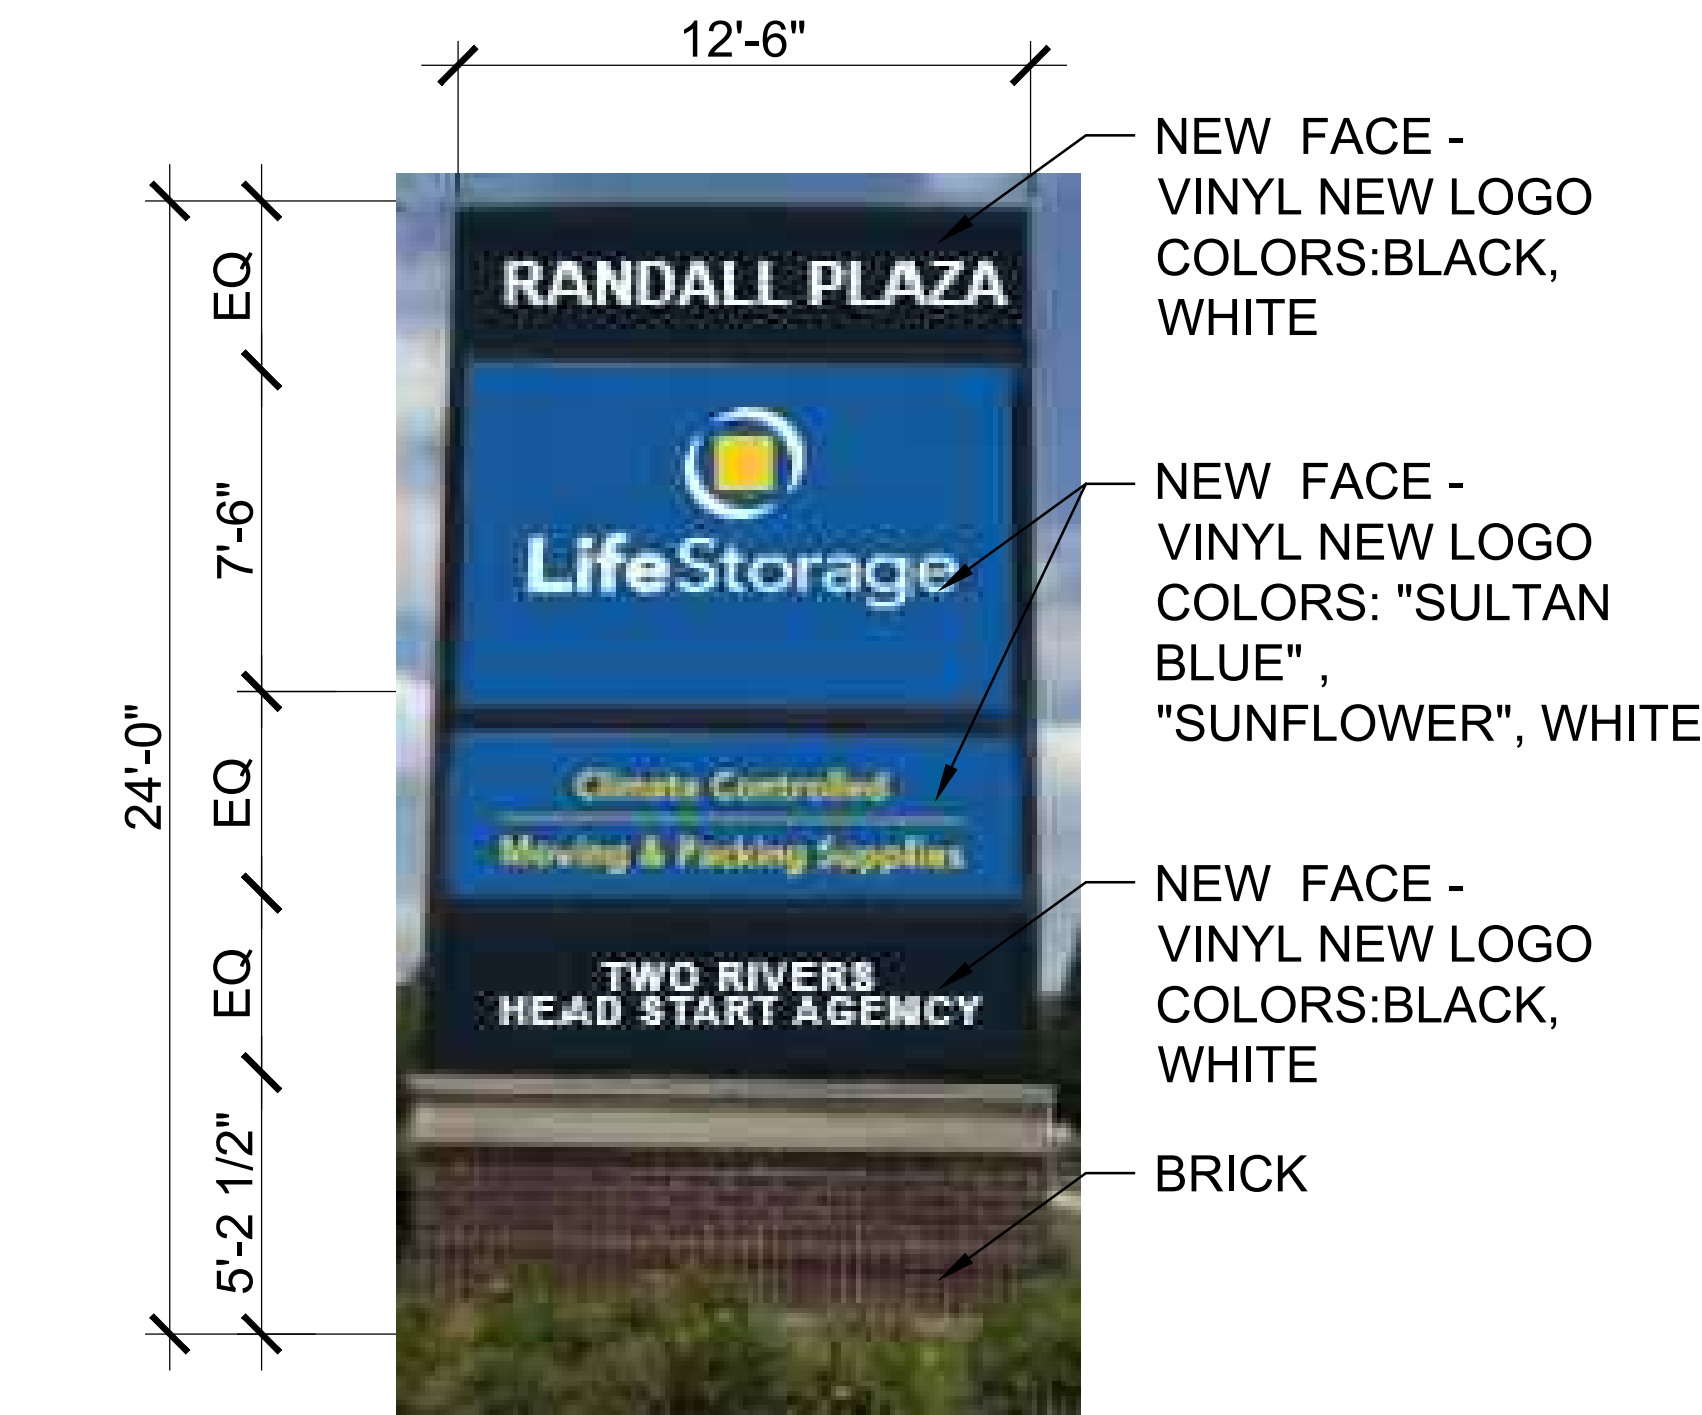 12'-6"
NEW FACE -
VINYL NEW LOGO
COLORS:BLACK,
WHITE
RANDALL PLAZA
EQ
7'-6"
24'-0"
EQ
EQ
5'-2 1/2"
LifeStorage
NEW FACE -
VINYL NEW LOGO
COLORS: "SULTAN
BLUE" ,
"SUNFLOWER", WHITE
Climate Controlled
Moving & Packing Supplies
TWO RIVERS
HEAD START AGENCY
NEW FACE -
VINYL NEW LOGO
COLORS:BLACK,
WHITE
BRICK